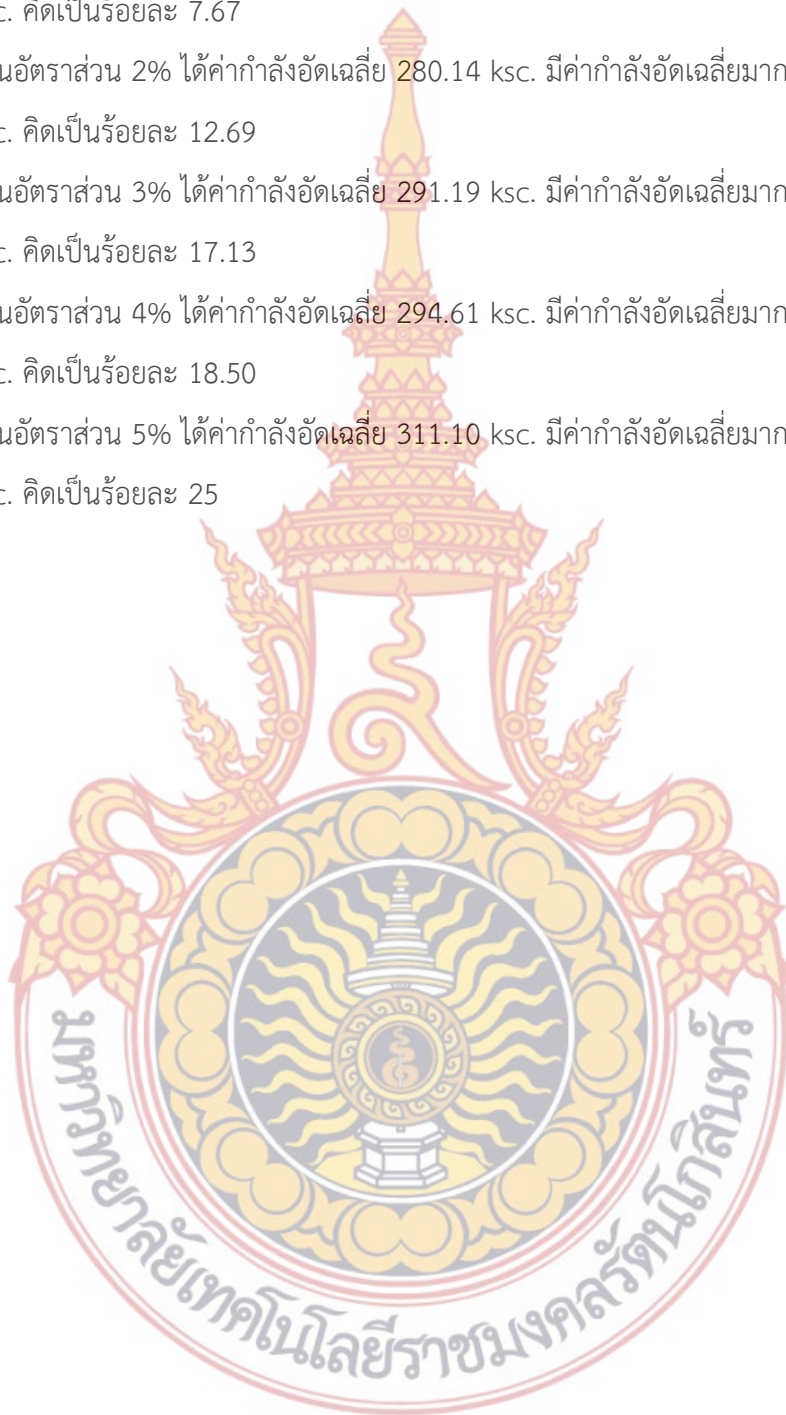 c. คิดเป็นร้อยละ 7.67
นอัตราส่วน 2% ได้ค่ากำลังอัดเฉลี่ย 280.14 ksc. มีค่ากำลังอัดเฉลี่ยมาก
c. คิดเป็นร้อยละ 12.69
นอัตราส่วน 3% ได้ค่ากำลังอัดเฉลี่ย 291.19 ksc. มีค่ากำลังอัดเฉลี่ยมาก
c. คิดเป็นร้อยละ 17.13
นอัตราส่วน 4% ได้ค่ากำลังอัดเฉลี่ย 294.61 ksc. มีค่ากำลังอัดเฉลี่ยมาก
c. คิดเป็นร้อยละ 18.50
นอัตราส่วน 5% ได้ค่ากำลังอัดเฉลี่ย 311.10 ksc. มีค่ากำลังอัดเฉลี่ยมาก
c. คิดเป็นร้อยละ 25
มหาวิทยาลัยเทคโนโลยีราชมงคลรัตนโกสินทร์